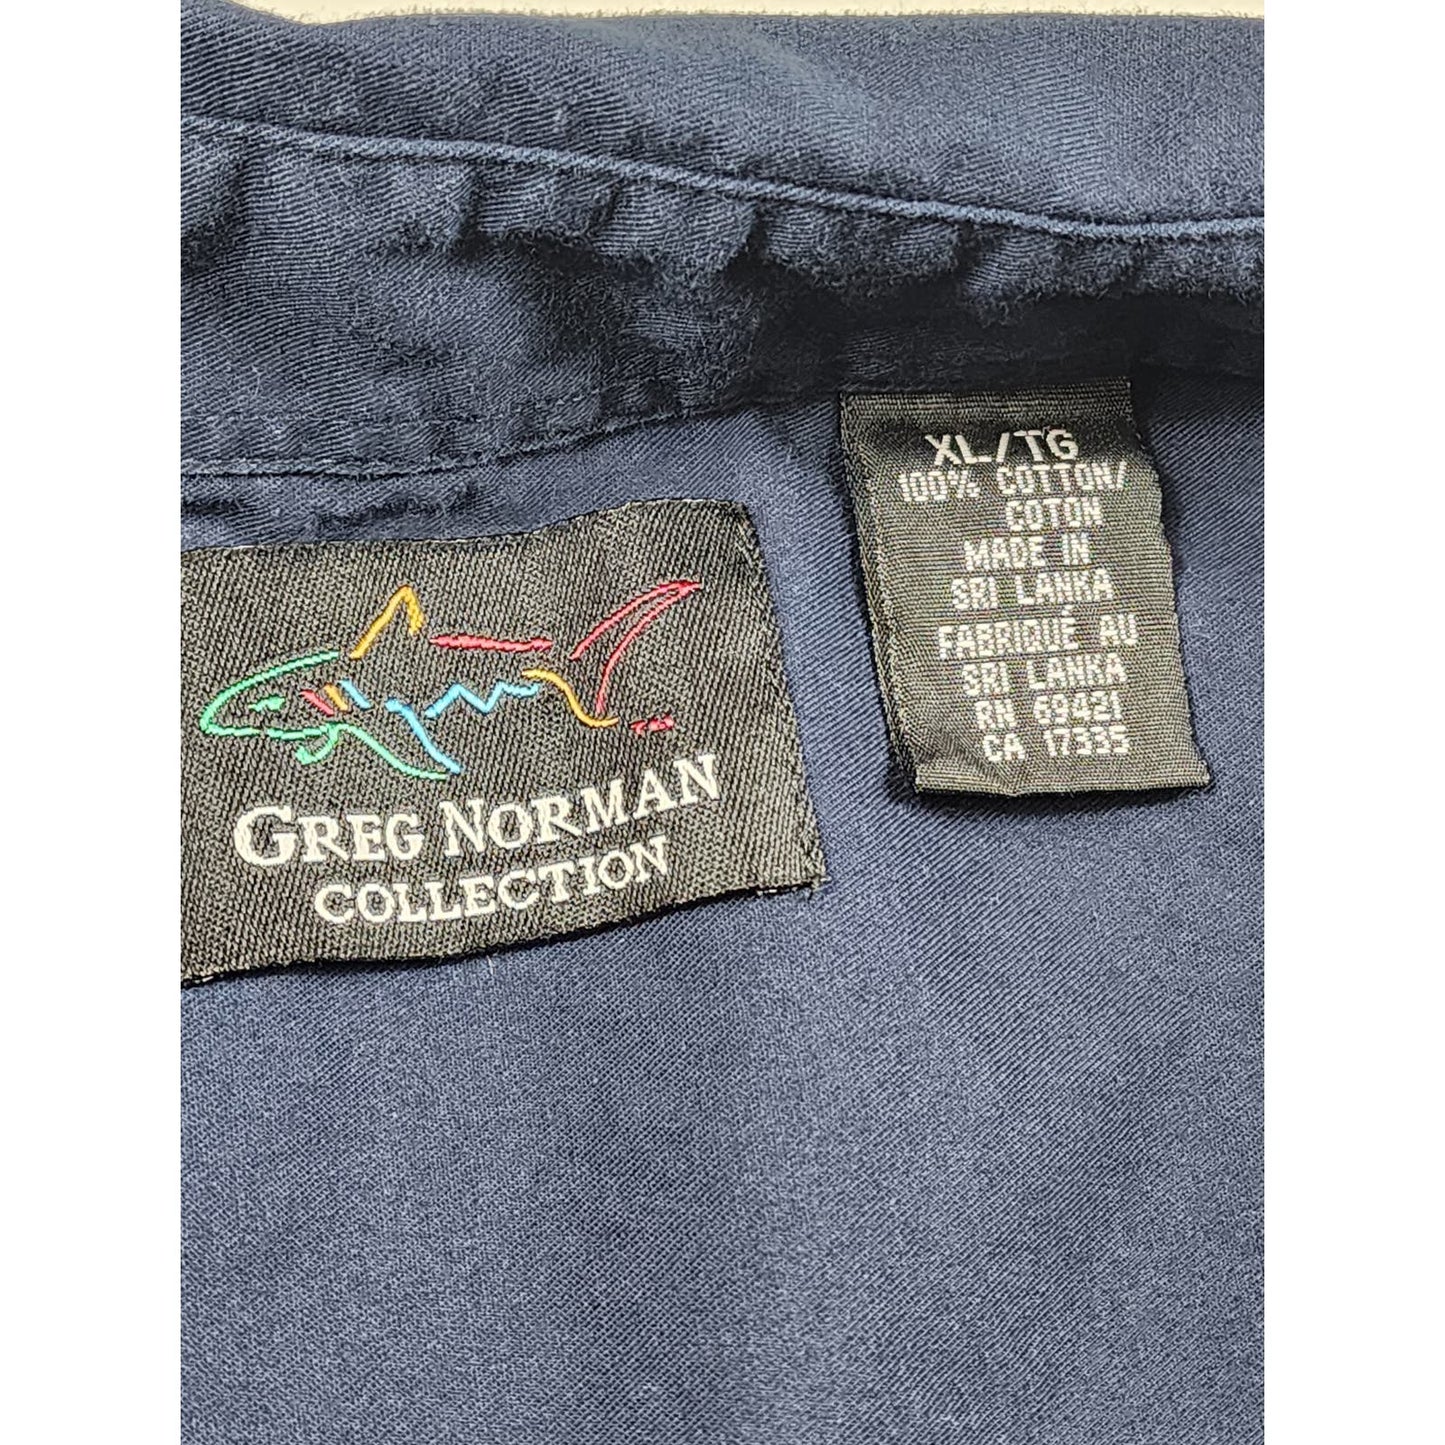 GREG NORMAN
COLLECTION
XL/TG
100% COTTON/
COTON
MADE IN
SRI LANKA
FABRIQUÉ AU
SRI LANKA
RN 69421
CA 17335